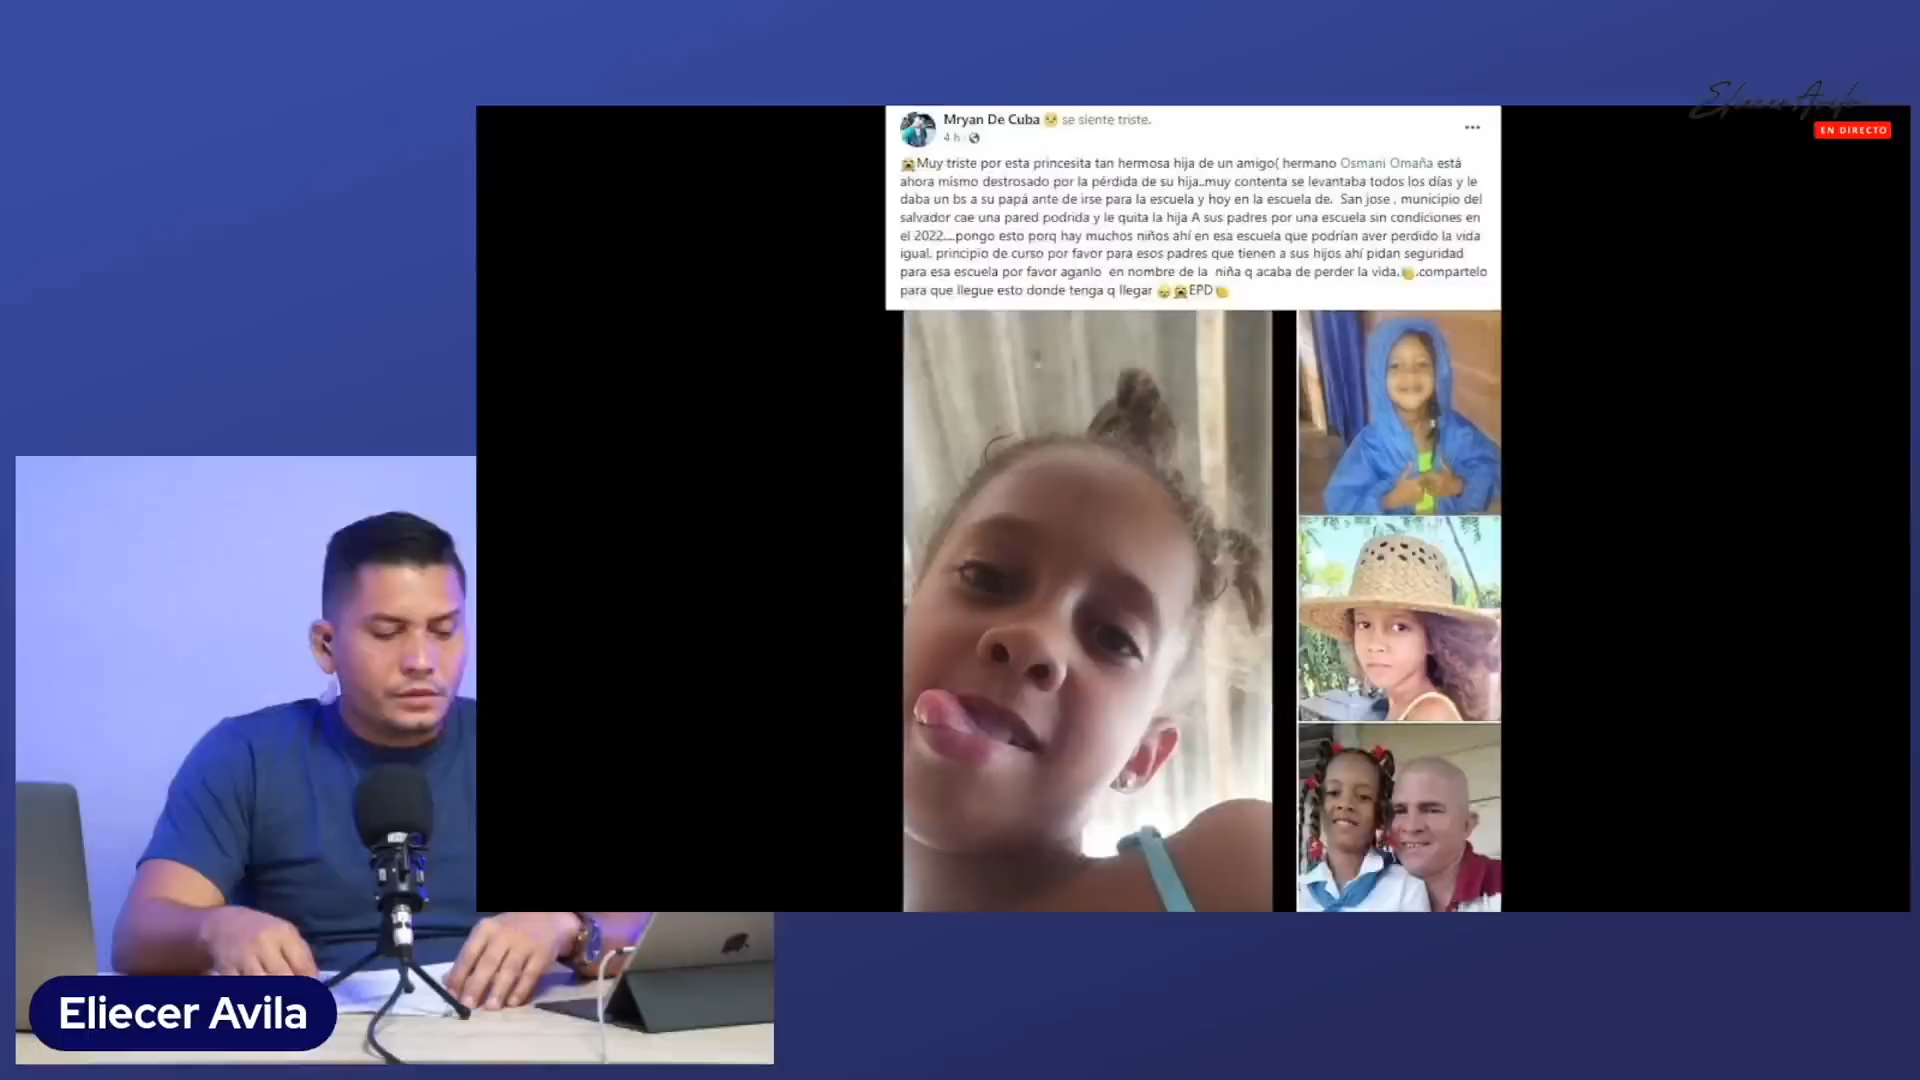 Eliecer Avila
EN DIRECTO
Mryan De Cuba 😔 se siente triste.
4 h ·
😭Muy triste por esta princesita tan hermosa hija de un amigo( hermano Osmani Omaña está
ahora mismo destrosado por la pérdida de su hija..muy contenta se levantaba todos los días y le
daba un bs a su papá ante de irse para la escuela y hoy en la escuela de. San jose , municipio del
salvador cae una pared podrida y le quita la hija A sus padres por una escuela sin condiciones en
el 2022....pongo esto porq hay muchos niños ahí en esa escuela que podrían aver perdido la vida
igual. principio de curso por favor para esos padres que tienen a sus hijos ahí pidan seguridad
para esa escuela por favor aganlo en nombre de la niña q acaba de perder la vida.👏.compartelo
para que llegue esto donde tenga q llegar 😪😭EPD👏
Eliecer Avila